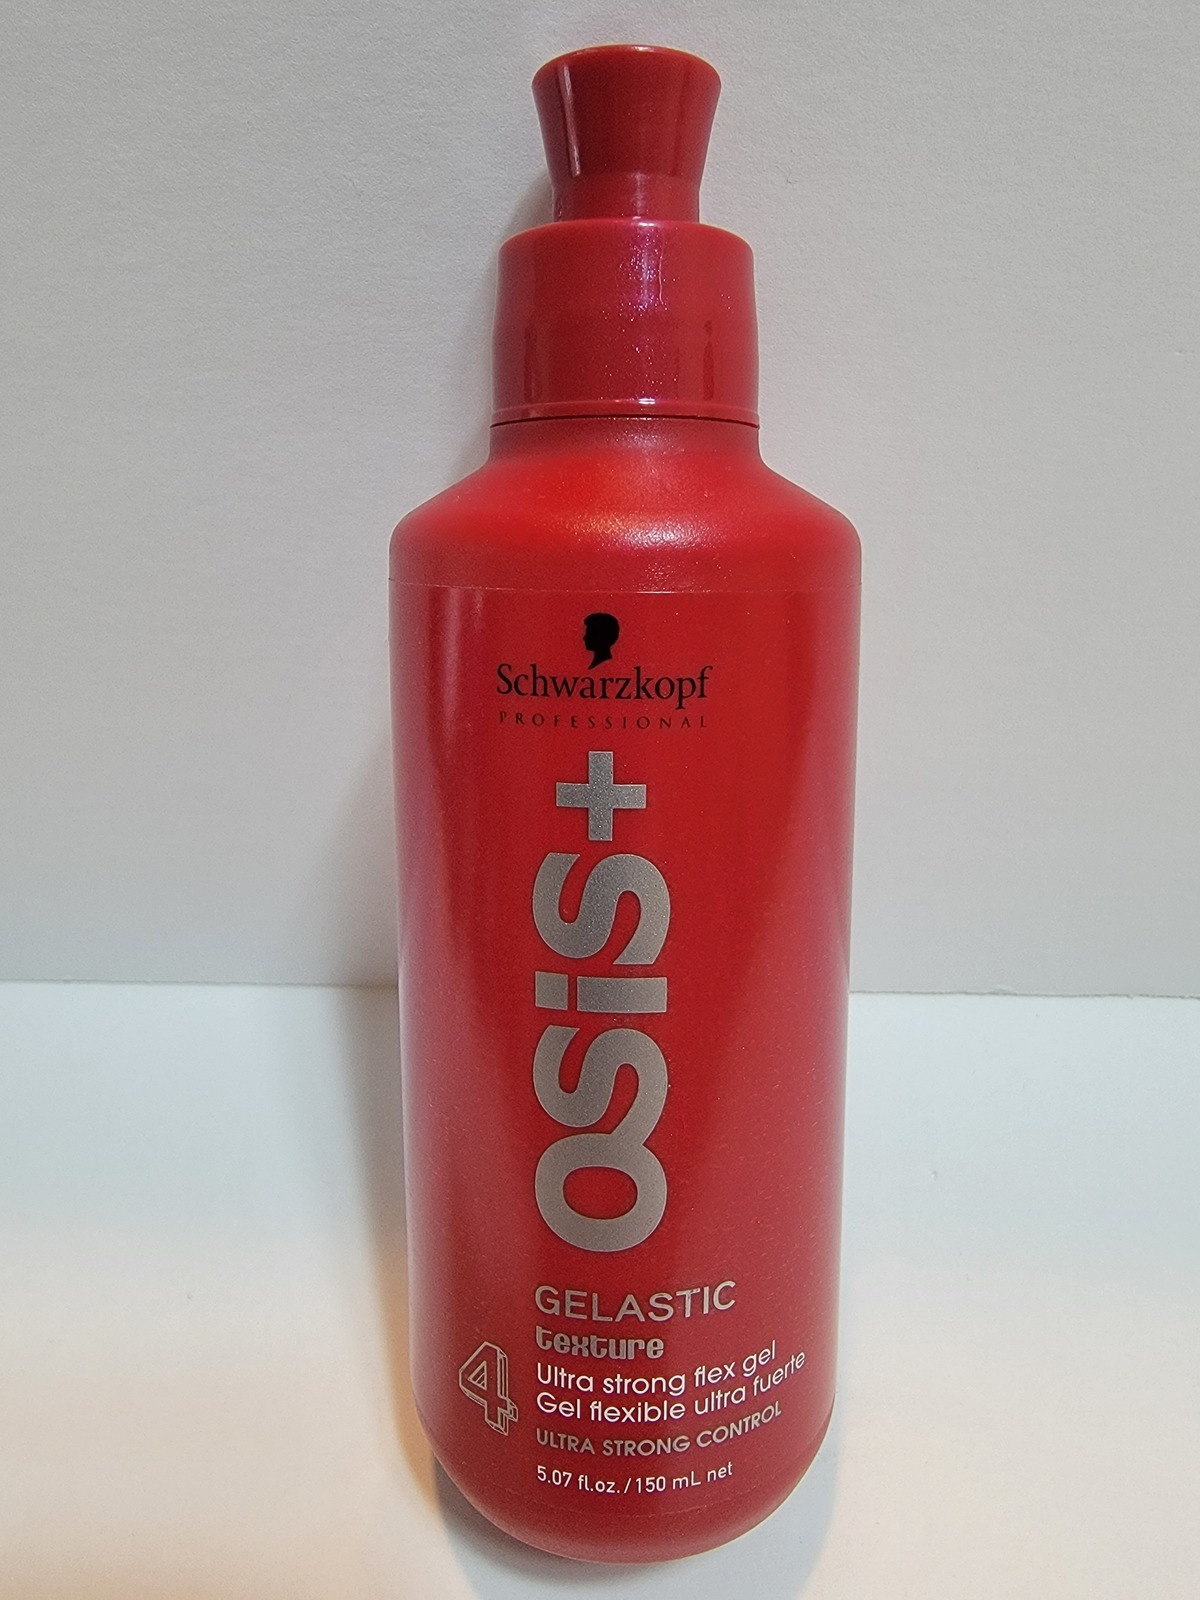 Schwarzkopf
PROFESSIONAL
OSiS+
GELASTIC
texture
4
Ultra strong flex gel
Gel flexible ultra fuerte
ULTRA STRONG CONTROL
5.07 fl.oz./150 mL net